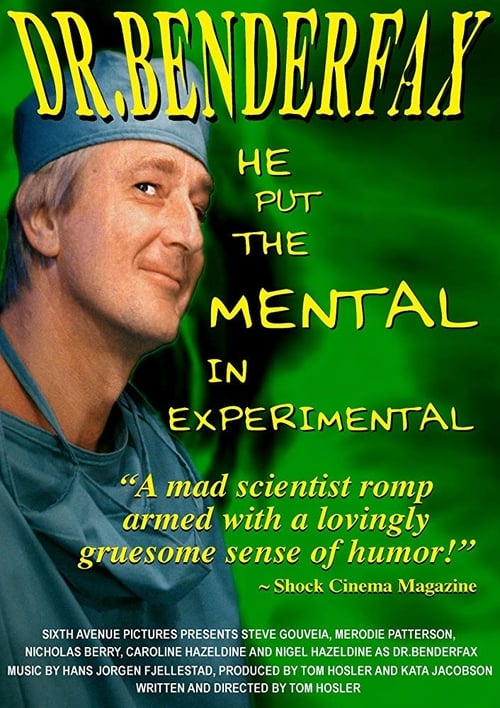 DR.BENDERFAX
HE
PUT
THE
MENTAL
IN
EXPERIMENTAL
“A mad scientist romp
armed with a lovingly
gruesome sense of humor!”
~ Shock Cinema Magazine
SIXTH AVENUE PICTURES PRESENTS STEVE GOUVEIA, MERODIE PATTERSON,
NICHOLAS BERRY, CAROLINE HAZELDINE AND NIGEL HAZELDINE AS DR.BENDERFAX
MUSIC BY HANS JORGEN FJELLESTAD, PRODUCED BY TOM HOSLER AND KATA JACOBSON
WRITTEN AND DIRECTED BY TOM HOSLER